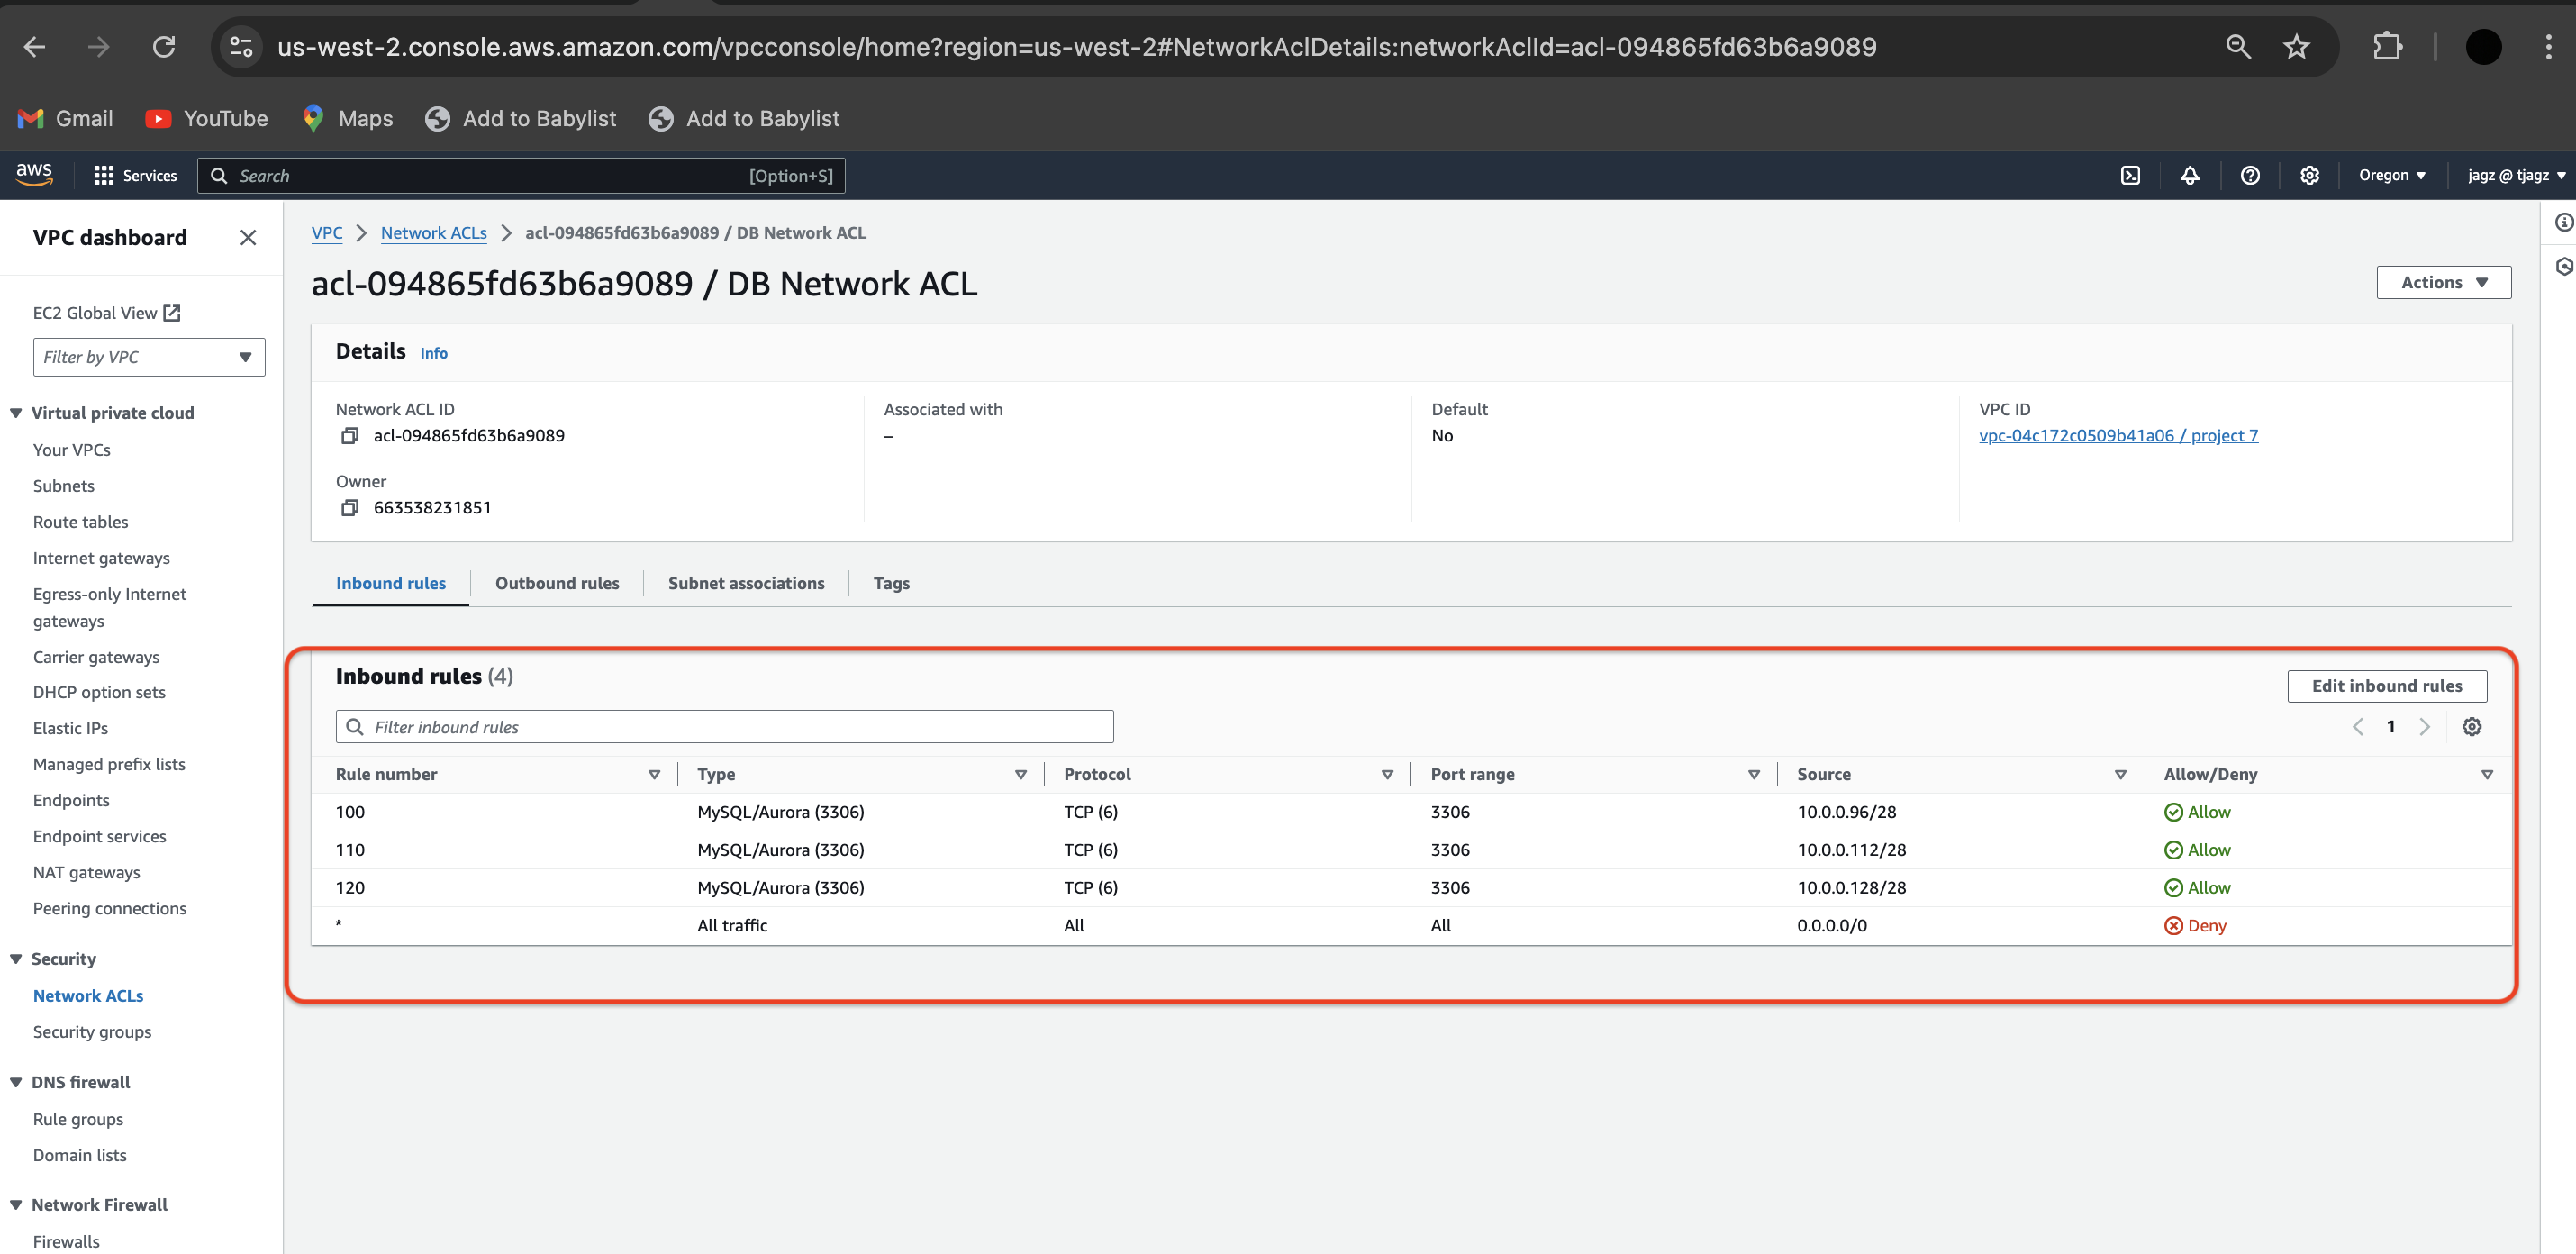 us-west-2.console.aws.amazon.com/vpcconsole/home?region=us-west-2#NetworkAclDetails:networkAclId=acl-094865fd63b6a9089
Gmail YouTube Maps Add to Babylist Add to Babylist
aws Services Search [Option+S] Oregon jagz @ tjagz
VPC dashboard
EC2 Global View
Filter by VPC
Virtual private cloud
Your VPCs
Subnets
Route tables
Internet gateways
Egress-only Internet
gateways
Carrier gateways
DHCP option sets
Elastic IPs
Managed prefix lists
Endpoints
Endpoint services
NAT gateways
Peering connections
Security
Network ACLs
Security groups
DNS firewall
Rule groups
Domain lists
Network Firewall
Firewalls
VPC Network ACLs acl-094865fd63b6a9089 / DB Network ACL
acl-094865fd63b6a9089 / DB Network ACL
Actions
Details Info
Network ACL ID Associated with Default VPC ID
acl-094865fd63b6a9089 – No vpc-04c172c0509b41a06 / project 7
Owner
663538231851
Inbound rules Outbound rules Subnet associations Tags
Inbound rules (4)
Edit inbound rules
Filter inbound rules 1
Rule number Type Protocol Port range Source Allow/Deny
100 MySQL/Aurora (3306) TCP (6) 3306 10.0.0.96/28 Allow
110 MySQL/Aurora (3306) TCP (6) 3306 10.0.0.112/28 Allow
120 MySQL/Aurora (3306) TCP (6) 3306 10.0.0.128/28 Allow
* All traffic All All 0.0.0.0/0 Deny